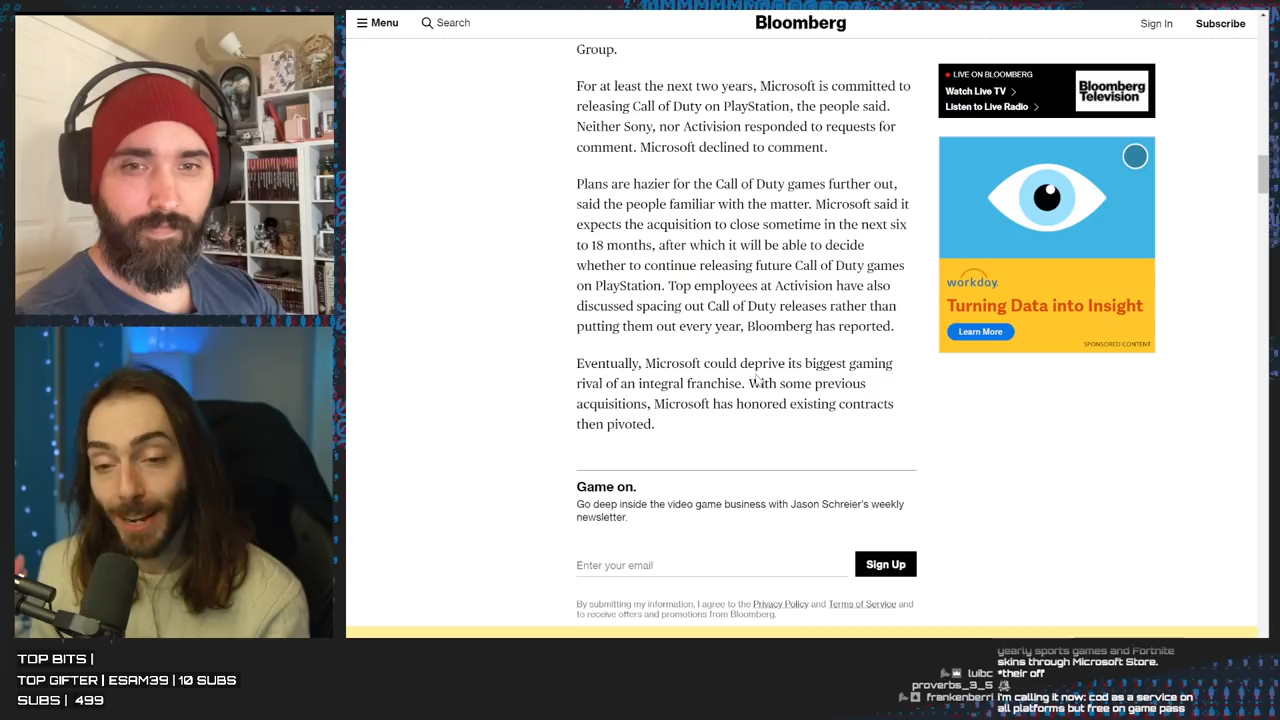 Menu
Search
Bloomberg
Sign In
Subscribe
Group.
For at least the next two years, Microsoft is committed to
releasing Call of Duty on PlayStation, the people said.
Neither Sony, nor Activision responded to requests for
comment. Microsoft declined to comment.
Plans are hazier for the Call of Duty games further out,
said the people familiar with the matter. Microsoft said it
expects the acquisition to close sometime in the next six
to 18 months, after which it will be able to decide
whether to continue releasing future Call of Duty games
on PlayStation. Top employees at Activision have also
discussed spacing out Call of Duty releases rather than
putting them out every year, Bloomberg has reported.
Eventually, Microsoft could deprive its biggest gaming
rival of an integral franchise. With some previous
acquisitions, Microsoft has honored existing contracts
then pivoted.
Game on.
Go deep inside the video game business with Jason Schreier's weekly
newsletter.
Enter your email
Sign Up
By submitting my information, I agree to the Privacy Policy and Terms of Service and
to receive offers and promotions from Bloomberg.
LIVE ON BLOOMBERG
Watch Live TV
Listen to Live Radio
Bloomberg
Television
workday.
Turning Data into Insight
Learn More
SPONSORED CONTENT
TOP BITS |
TOP GIFTER | ESAM39 | 10 SUBS
SUBS | 499
yearly sports games and Fortnite
skins through Microsoft Store.
luibc *their off
proverbs_3_5
frankenberri i'm calling it now: cod as a service on
all platforms but free on game pass